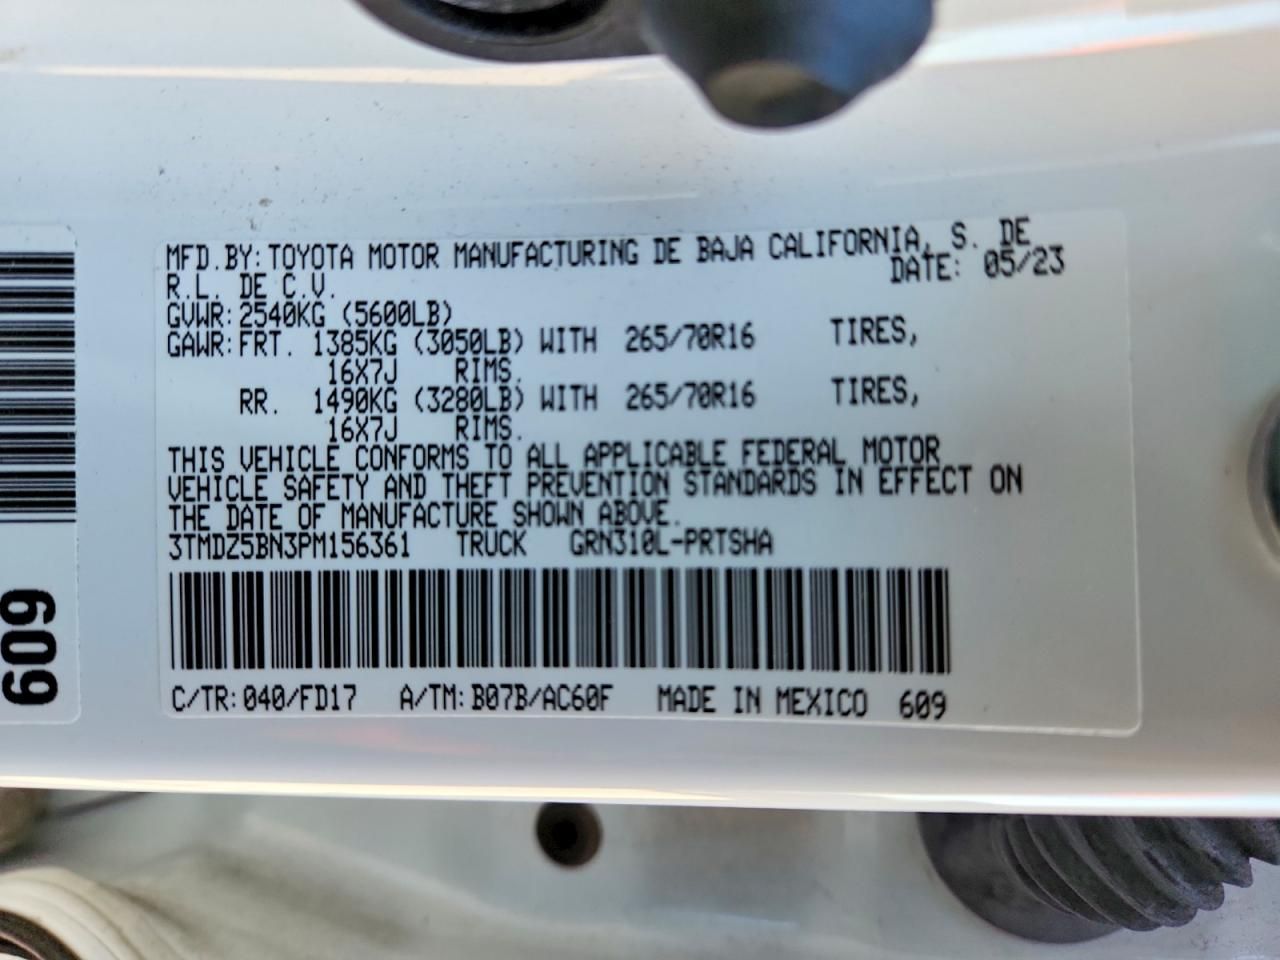 MFD.BY: TOYOTA MOTOR MANUFACTURING DE BAJA CALIFORNIA, S. DE
R.L. DE C.V. DATE: 05/23
GVWR: 2540KG (5600LB)
GAWR: FRT. 1385KG (3050LB) WITH 265/70R16 TIRES,
16X7J RIMS.
RR. 1490KG (3280LB) WITH 265/70R16 TIRES,
16X7J RIMS.
THIS VEHICLE CONFORMS TO ALL APPLICABLE FEDERAL MOTOR
VEHICLE SAFETY AND THEFT PREVENTION STANDARDS IN EFFECT ON
THE DATE OF MANUFACTURE SHOWN ABOVE.
3TMDZ5BN3PM156361 TRUCK GRN310L-PRTSHA
C/TR: 040/FD17 A/TM: B07B/AC60F MADE IN MEXICO 609
609